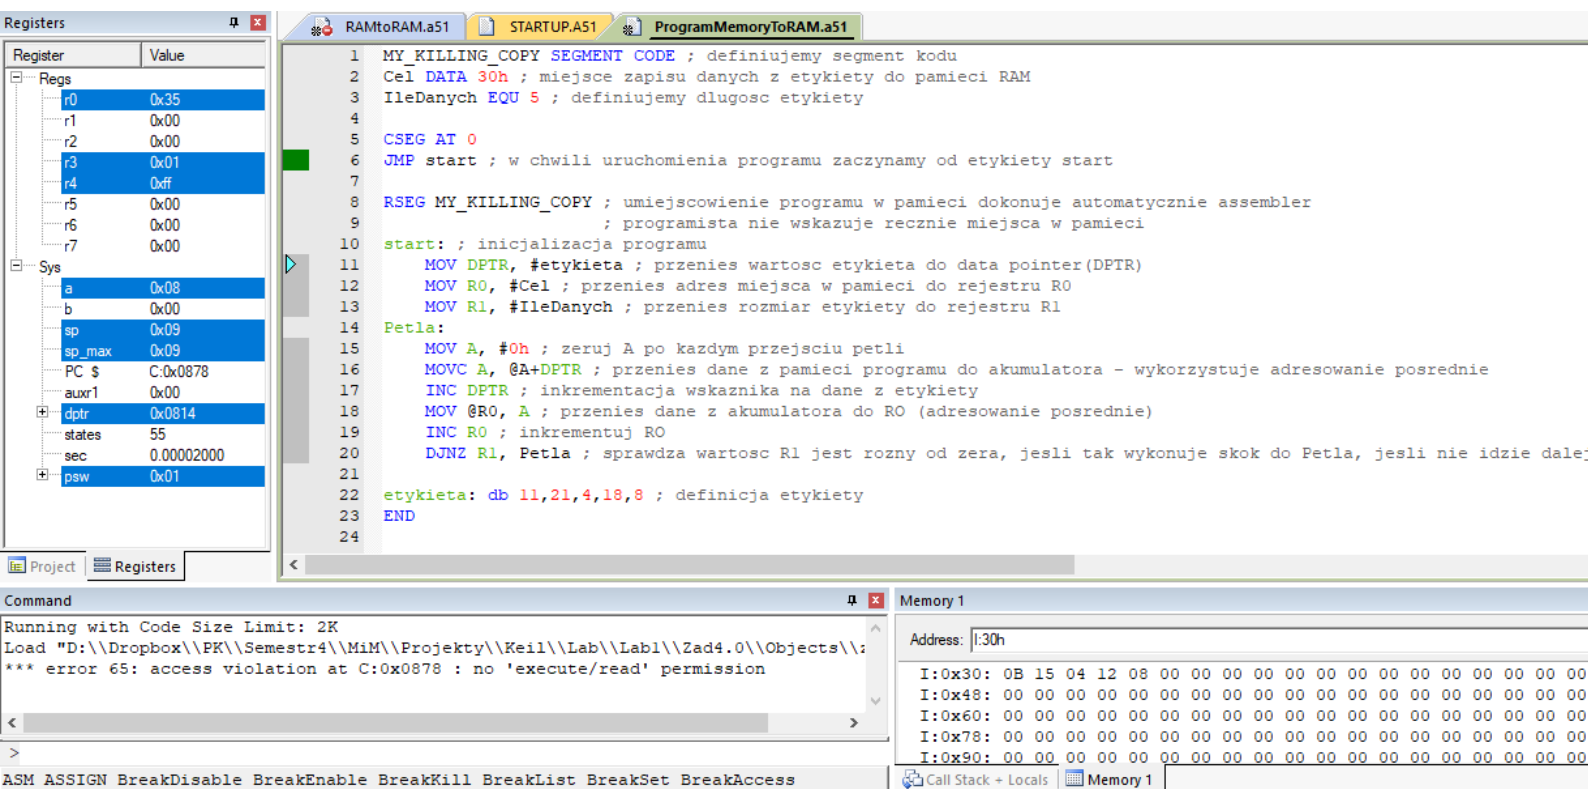 Registers
Register Value
Regs
r0 0x35
r1 0x00
r2 0x00
r3 0x01
r4 0xff
r5 0x00
r6 0x00
r7 0x00
Sys
a 0x08
b 0x00
sp 0x09
sp_max 0x09
PC $ C:0x0878
auxr1 0x00
dptr 0x0814
states 55
sec 0.00002000
psw 0x01
Project Registers
RAMtoRAM.a51 STARTUP.A51 ProgramMemoryToRAM.a51
1 MY_KILLING_COPY SEGMENT CODE ; definiujemy segment kodu
2 Cel DATA 30h ; miejsce zapisu danych z etykiety do pamieci RAM
3 IleDanych EQU 5 ; definiujemy dlugosc etykiety
4
5 CSEG AT 0
6 JMP start ; w chwili uruchomienia programu zaczynamy od etykiety start
7
8 RSEG MY_KILLING_COPY ; umiejscowienie programu w pamieci dokonuje automatycznie assembler
9 ; programista nie wskazuje recznie miejsca w pamieci
10 start: ; inicjalizacja programu
11 MOV DPTR, #etykieta ; przenies wartosc etykieta do data pointer(DPTR)
12 MOV R0, #Cel ; przenies adres miejsca w pamieci do rejestru R0
13 MOV R1, #IleDanych ; przenies rozmiar etykiety do rejestru R1
14 Petla:
15 MOV A, #0h ; zeruj A po kazdym przejsciu petli
16 MOVC A, @A+DPTR ; przenies dane z pamieci programu do akumulatora - wykorzystuje adresowanie posrednie
17 INC DPTR ; inkrementacja wskaznika na dane z etykiety
18 MOV @R0, A ; przenies dane z akumulatora do RO (adresowanie posrednie)
19 INC R0 ; inkrementuj RO
20 DJNZ R1, Petla ; sprawdza wartosc R1 jest rozny od zera, jesli tak wykonuje skok do Petla, jesli nie idzie dalej
21
22 etykieta: db 11,21,4,18,8 ; definicja etykiety
23 END
24
Command
Running with Code Size Limit: 2K
Load "D:\\Dropbox\\PK\\Semestr4\\MiM\\Projekty\\Keil\\Lab\\Lab1\\Zad4.0\\Objects\\
*** error 65: access violation at C:0x0878 : no 'execute/read' permission
>
ASM ASSIGN BreakDisable BreakEnable BreakKill BreakList BreakSet BreakAccess
Memory 1
Address: I:30h
I:0x30: 0B 15 04 12 08 00 00 00 00 00 00 00 00 00 00 00 00 00 00
I:0x48: 00 00 00 00 00 00 00 00 00 00 00 00 00 00 00 00 00 00 00
I:0x60: 00 00 00 00 00 00 00 00 00 00 00 00 00 00 00 00 00 00 00
I:0x78: 00 00 00 00 00 00 00 00 00 00 00 00 00 00 00 00 00 00 00
I:0x90: 00 00 00 00 00 00 00 00 00 00 00 00 00 00 00 00 00 00 00
Call Stack + Locals Memory 1